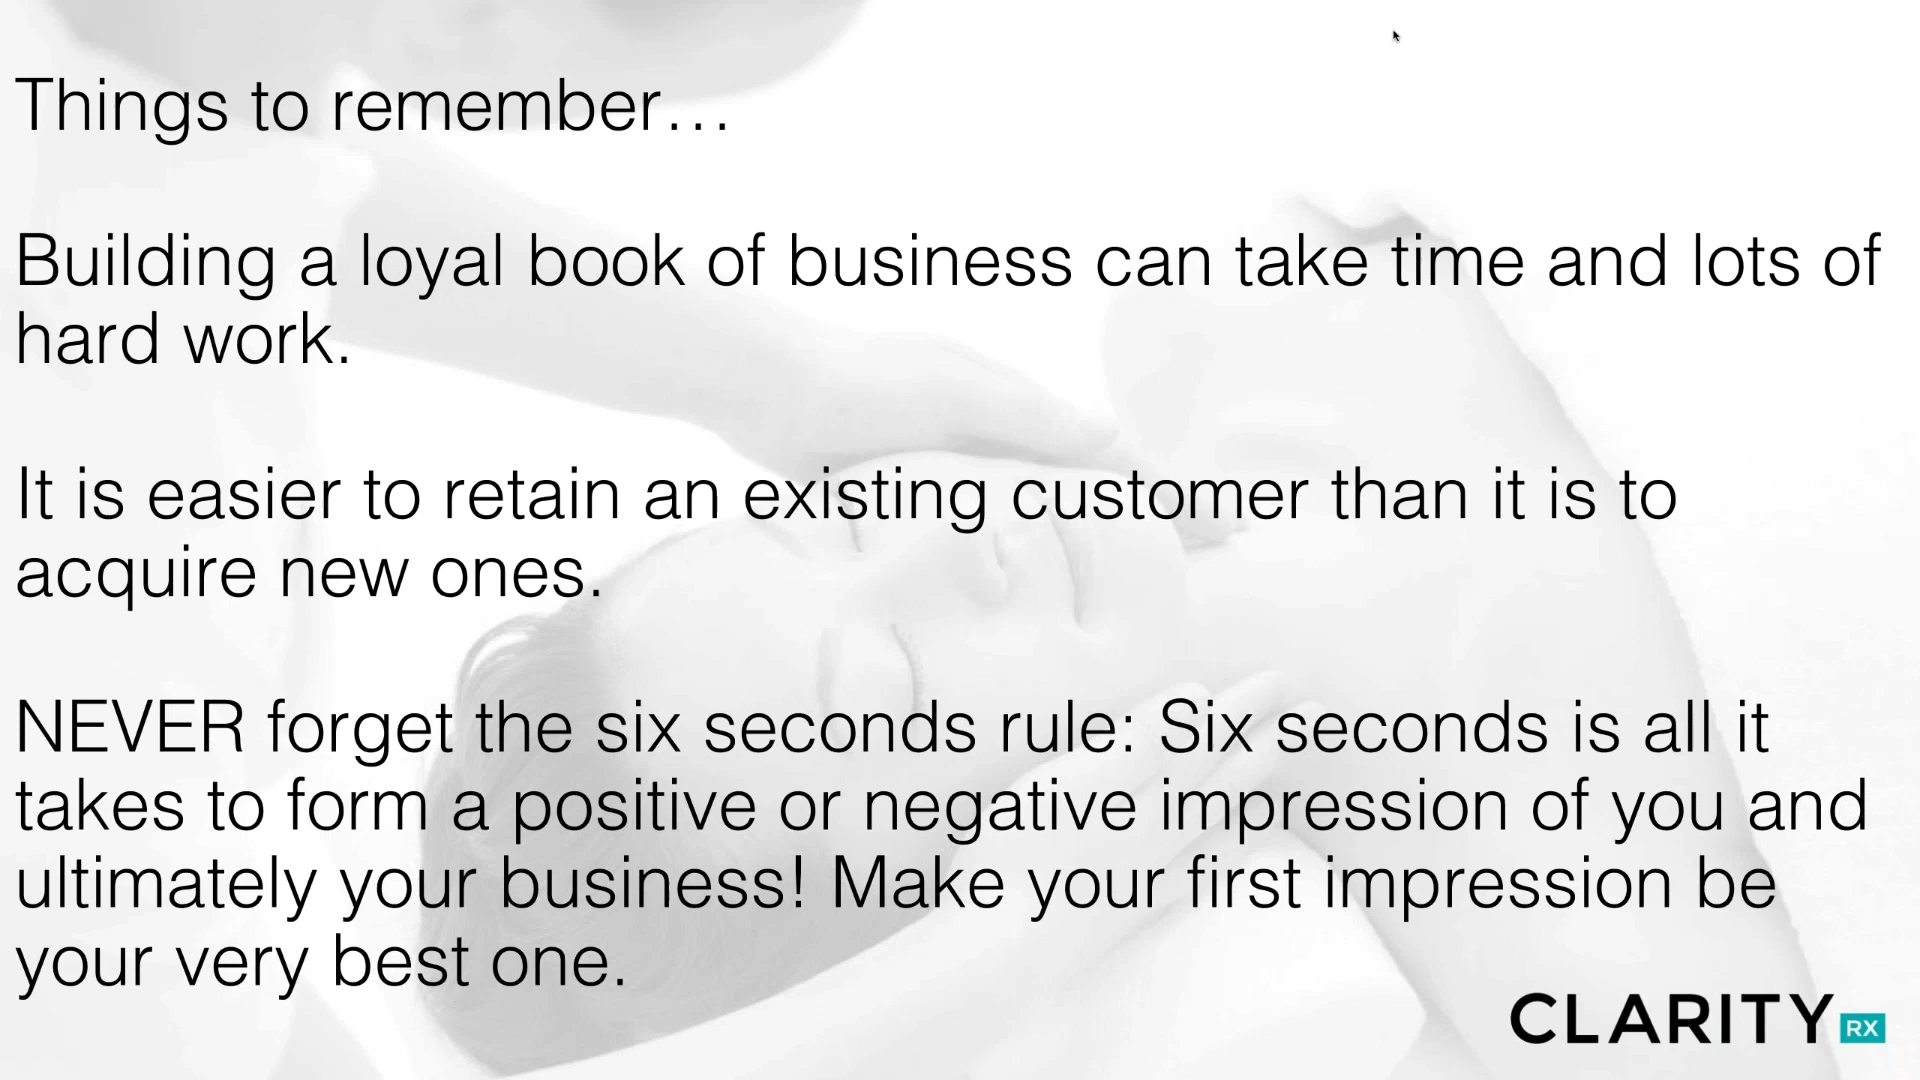 Things to remember…
Building a loyal book of business can take time and lots of
hard work.
It is easier to retain an existing customer than it is to
acquire new ones.
NEVER forget the six seconds rule: Six seconds is all it
takes to form a positive or negative impression of you and
ultimately your business! Make your first impression be
your very best one.
CLARITY RX